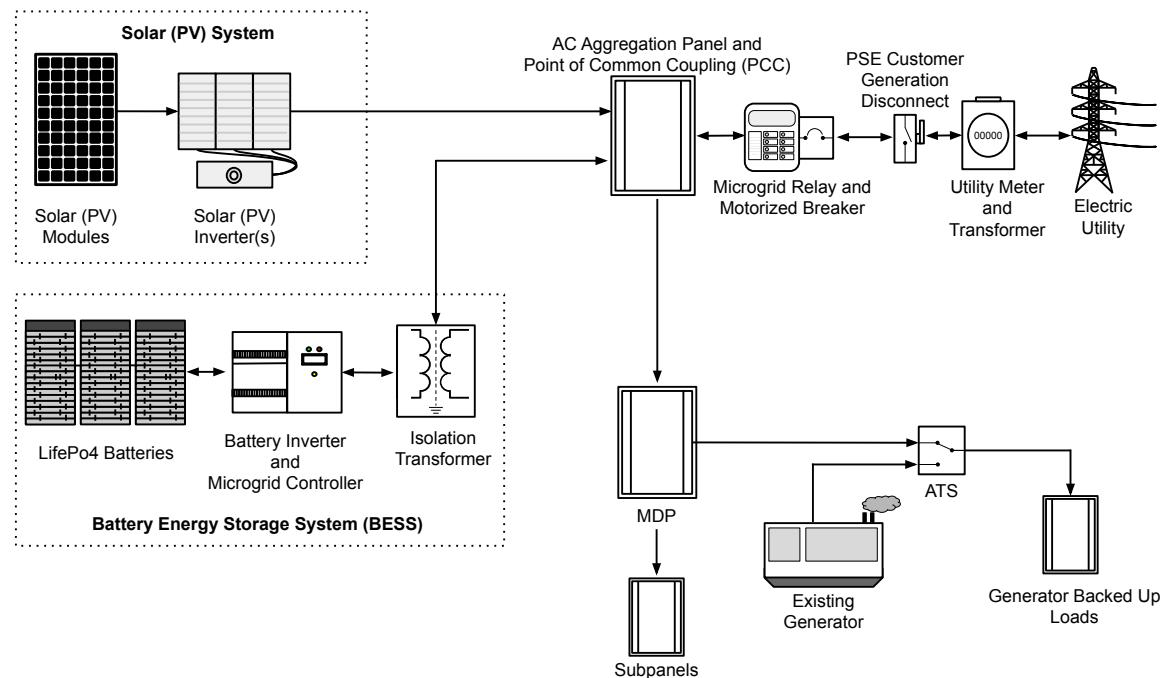 Solar (PV) System
Solar (PV)
Modules
Solar (PV)
Inverter(s)
AC Aggregation Panel and
Point of Common Coupling (PCC)
Microgrid Relay and
Motorized Breaker
PSE Customer
Generation
Disconnect
00000
Utility Meter
and
Transformer
Electric
Utility
LifePo4 Batteries
Battery Inverter
and
Microgrid Controller
Isolation
Transformer
Battery Energy Storage System (BESS)
MDP
ATS
Existing
Generator
Generator Backed Up
Loads
Subpanels